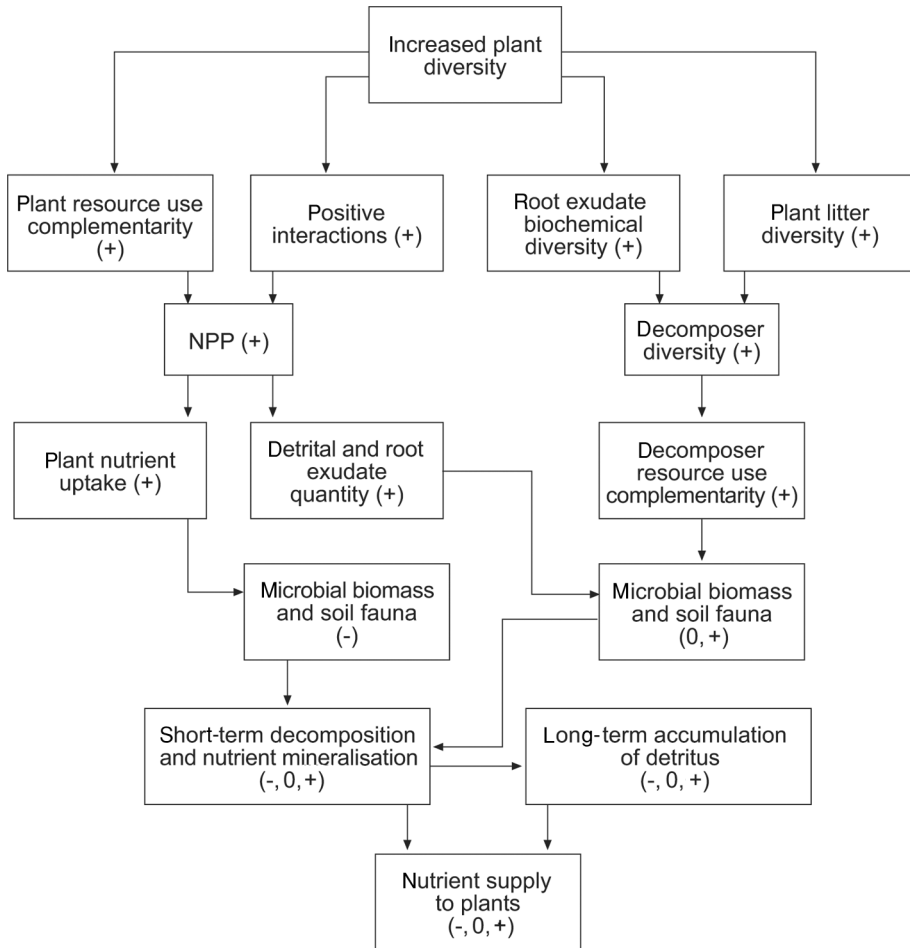 Increased plant
diversity
Plant resource use
complementarity
(+)
Positive
interactions (+)
Root exudate
biochemical
diversity (+)
Plant litter
diversity (+)
NPP (+)
Decomposer
diversity (+)
Plant nutrient
uptake (+)
Detrital and root
exudate
quantity (+)
Decomposer
resource use
complementarity (+)
Microbial biomass
and soil fauna
(-)
Microbial biomass
and soil fauna
(0, +)
Short-term decomposition
and nutrient mineralisation
(-, 0, +)
Long-term accumulation
of detritus
(-, 0, +)
Nutrient supply
to plants
(-, 0, +)